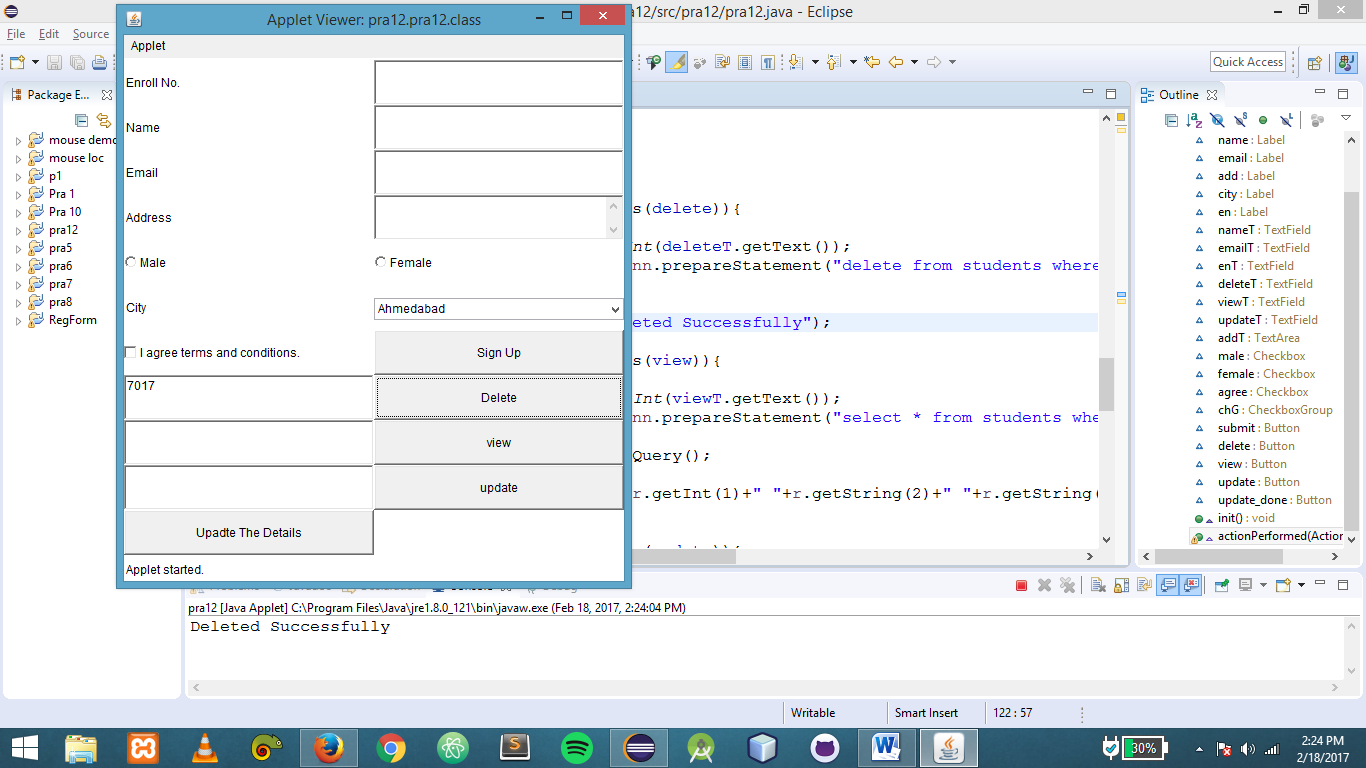 Applet Viewer: pra12.pra12.class
a12/src/pra12/pra12.java - Eclipse
File Edit Source
Quick Access
Applet
Enroll No.
Name
Email
Address
Male
Female
City
Ahmedabad
I agree terms and conditions.
Sign Up
7017
Delete
view
update
Upadte The Details
Applet started.
Package E...
mouse demo
mouse loc
p1
Pra 1
Pra 10
pra12
pra5
pra6
pra7
pra8
RegForm
s(delete)){
Int(deleteT.getText());
nn.prepareStatement("delete from students where
eted Successfully");
s(view)){
Int(viewT.getText());
nn.prepareStatement("select * from students whe
Query();
r.getInt(1)+" "+r.getString(2)+" "+r.getString(
Outline
name : Label
email : Label
add : Label
city : Label
en : Label
nameT : TextField
emailT : TextField
enT : TextField
deleteT : TextField
viewT : TextField
updateT : TextField
addT : TextArea
male : Checkbox
female : Checkbox
agree : Checkbox
chG : CheckboxGroup
submit : Button
delete : Button
view : Button
update : Button
update_done : Button
init() : void
actionPerformed(Action
pra12 [Java Applet] C:\Program Files\Java\jre1.8.0_121\bin\javaw.exe (Feb 18, 2017, 2:24:04 PM)
Deleted Successfully
Writable
Smart Insert
122 : 57
30%
2:24 PM
2/18/2017